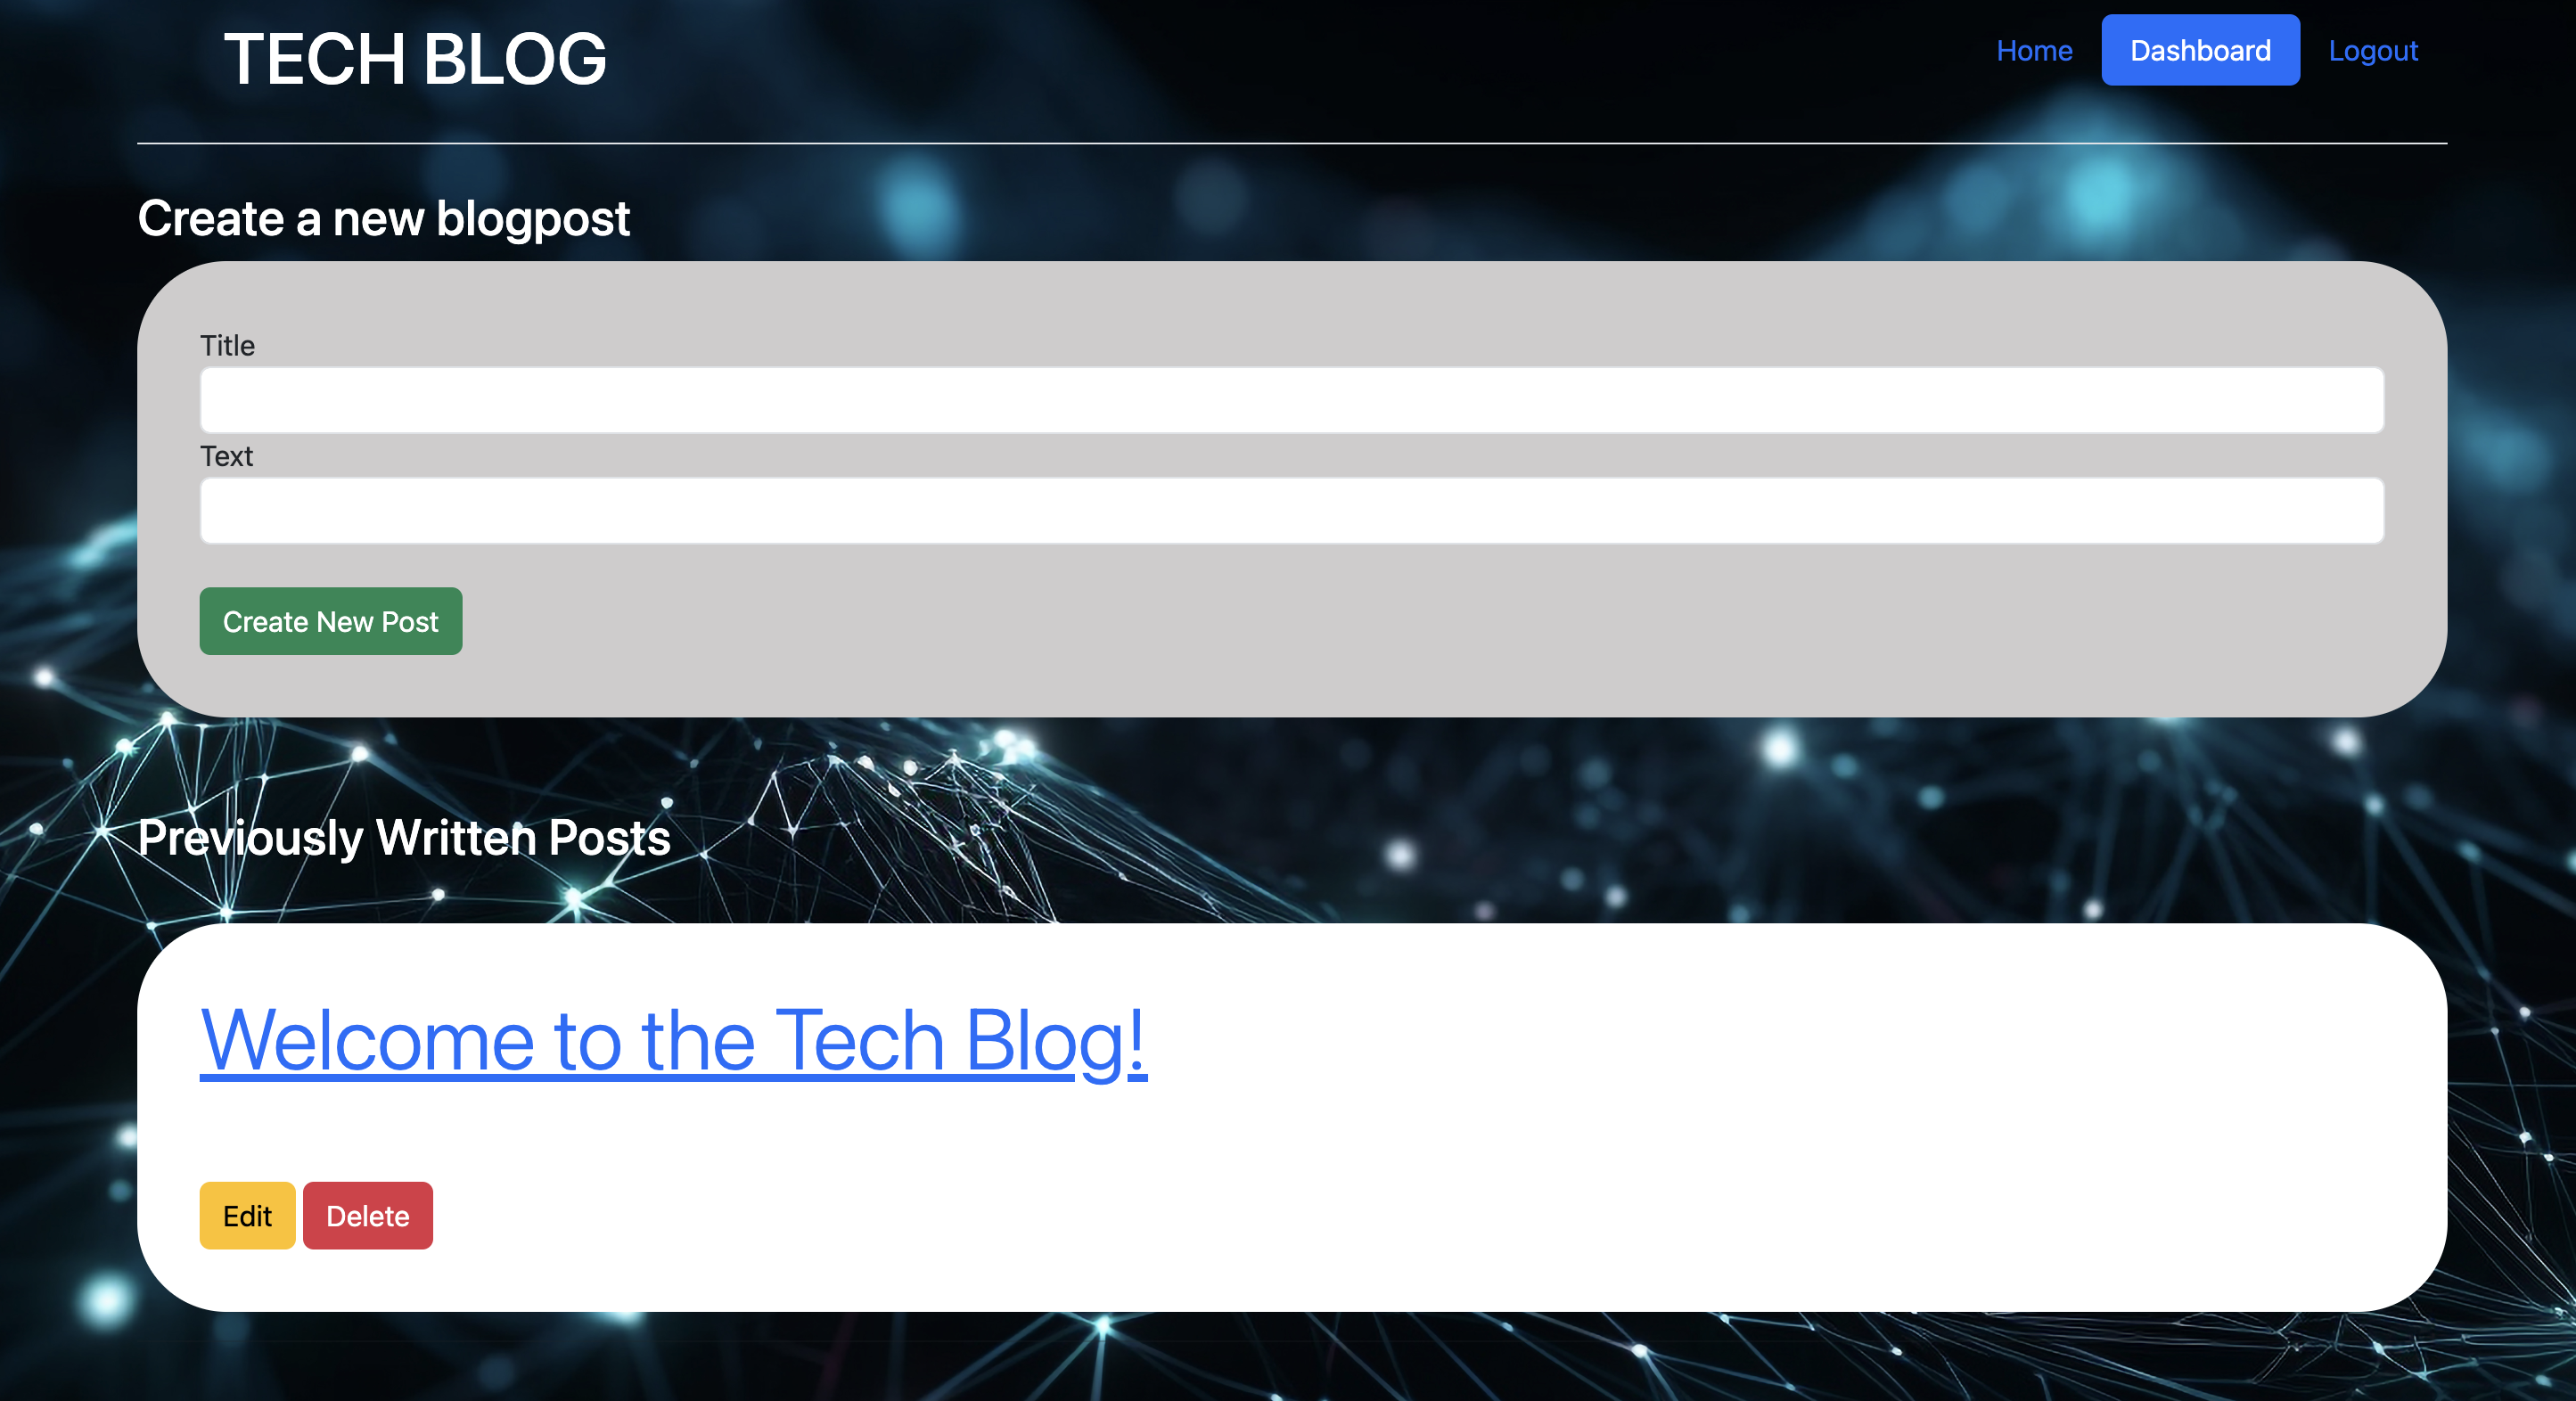 TECH BLOG
Home Dashboard Logout
Create a new blogpost
Title
Text
Create New Post
Previously Written Posts
Welcome to the Tech Blog!
Edit Delete